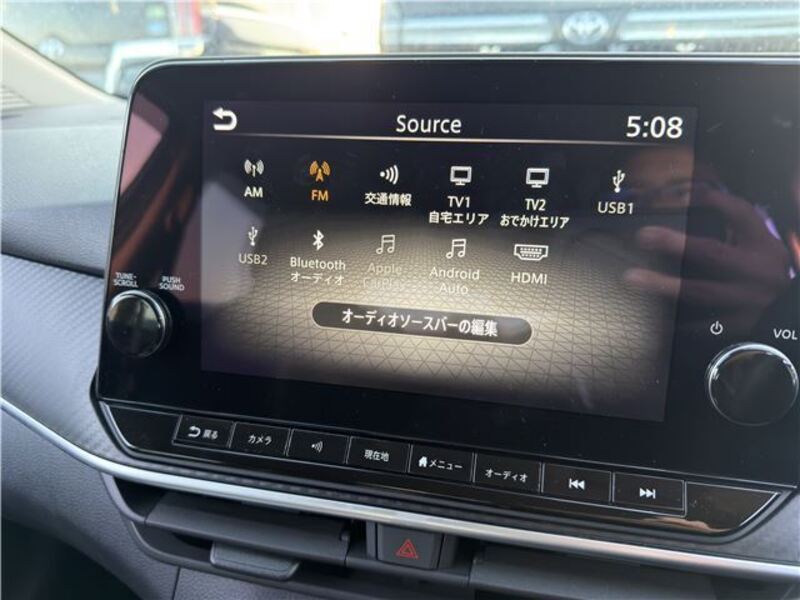 Source
5:08
AM
FM
交通情報
TV1
自宅エリア
TV2
おでかけエリア
USB1
USB2
Bluetooth
オーディオ
Apple
CarPlay
Android
Auto
HDMI
オーディオソースバーの編集
TUNE-
SCROLL
PUSH
SOUND
VOL
戻る
カメラ
現在地
メニュー
オーディオ